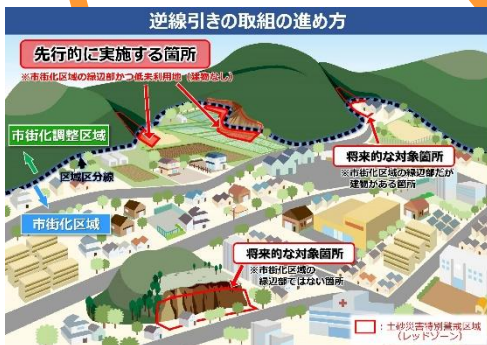 逆線引きの取組の進め方
先行的に実施する箇所
※市街化区域の縁辺部かつ低未利用地（建物なし）
市街化調整区域
区域区分線
市街化区域
将来的な対象箇所
※市街化区域の縁辺部だが
建物がある箇所
将来的な対象箇所
※市街化区域の
縁辺部ではない箇所
：土砂災害特別警戒区域
（レッドゾーン）